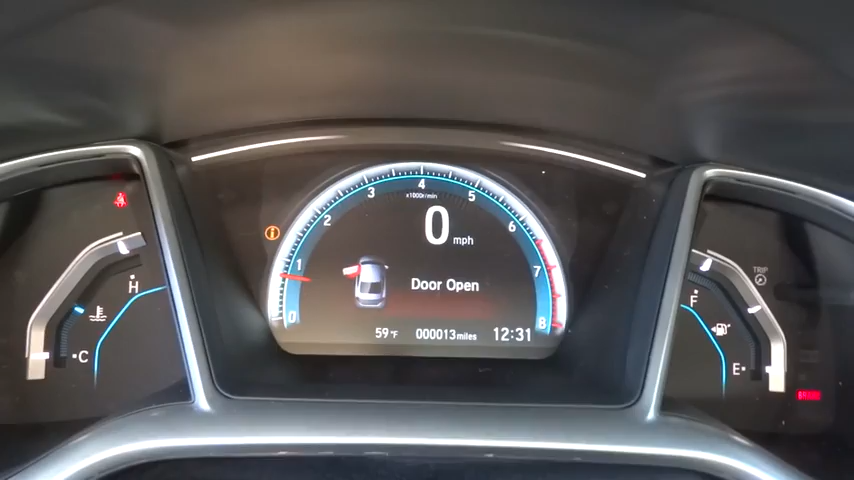 4
x1000r/min
3
5
2
6
0
mph
1
7
0
8
Door Open
59°F
000013 miles
12:31
H
C
TRIP
F
E
BRAKE